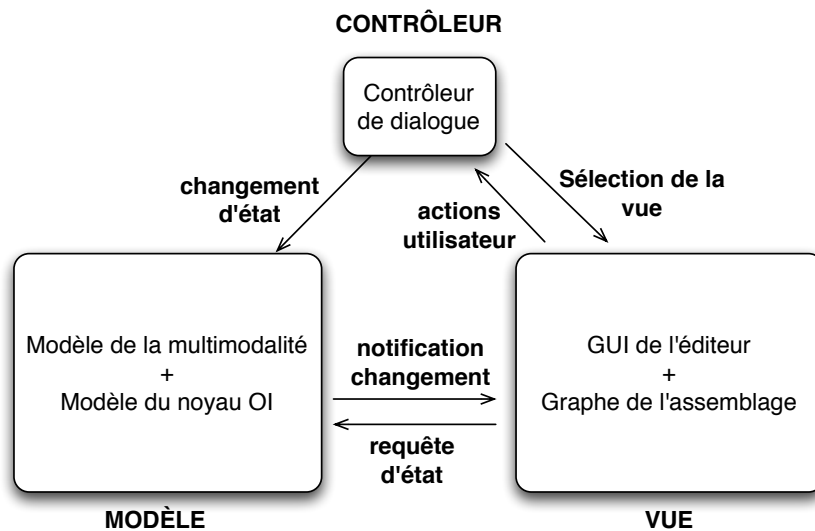 CONTRÔLEUR
Contrôleur
de dialogue
changement
d'état
actions
utilisateur
Sélection de la
vue
Modèle de la multimodalité
+
Modèle du noyau OI
notification
changement
requête
d'état
GUI de l'éditeur
+
Graphe de l'assemblage
MODÈLE
VUE